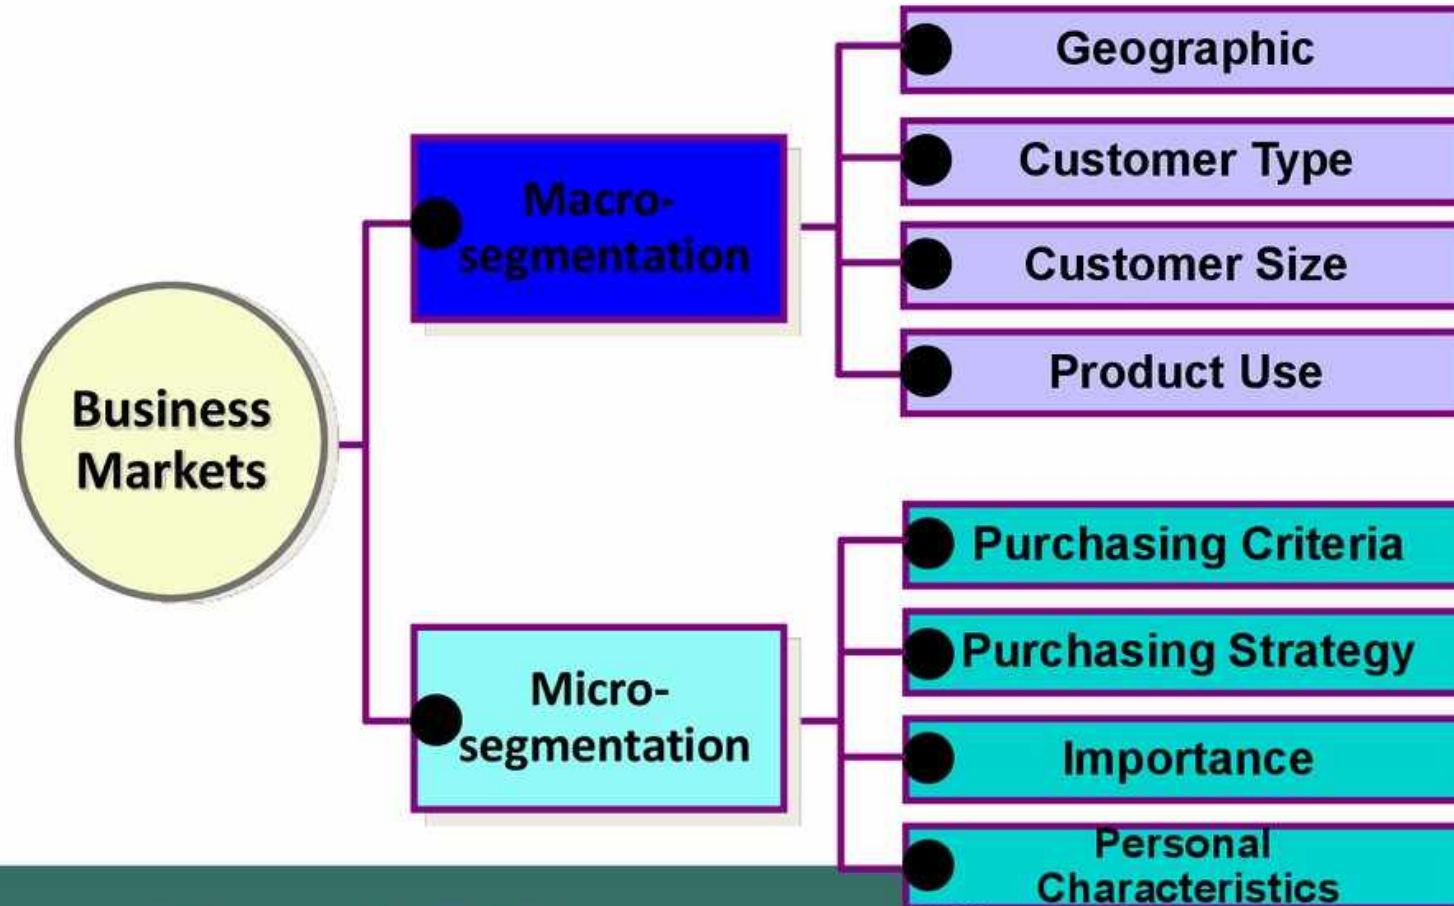 Business
Markets
Macro-
segmentation
Geographic
Customer Type
Customer Size
Product Use
Micro-
segmentation
Purchasing Criteria
Purchasing Strategy
Importance
Personal
Characteristics